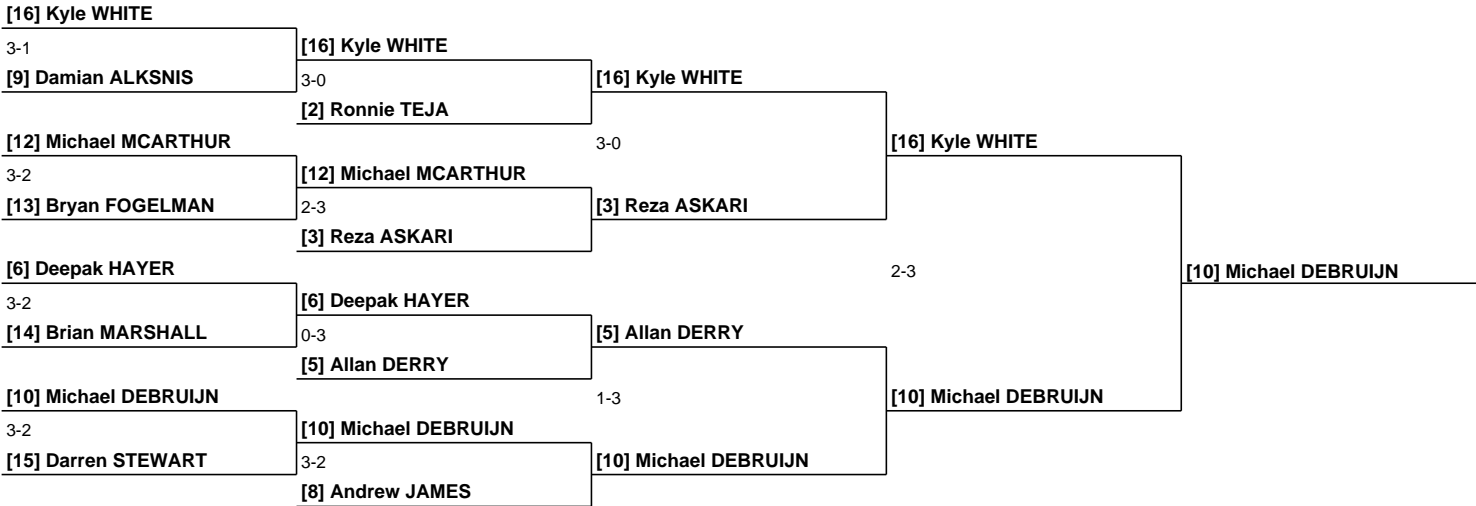 [16] Kyle WHITE
3-1
[9] Damian ALKSNIS
[12] Michael MCARTHUR
3-2
[13] Bryan FOGELMAN
[6] Deepak HAYER
3-2
[14] Brian MARSHALL
[10] Michael DEBRUIJN
3-2
[15] Darren STEWART
[16] Kyle WHITE
3-0
[2] Ronnie TEJA
[12] Michael MCARTHUR
2-3
[3] Reza ASKARI
[6] Deepak HAYER
0-3
[5] Allan DERRY
[10] Michael DEBRUIJN
3-2
[8] Andrew JAMES
[16] Kyle WHITE
3-0
[3] Reza ASKARI
[5] Allan DERRY
1-3
[10] Michael DEBRUIJN
[16] Kyle WHITE
2-3
[10] Michael DEBRUIJN
[10] Michael DEBRUIJN